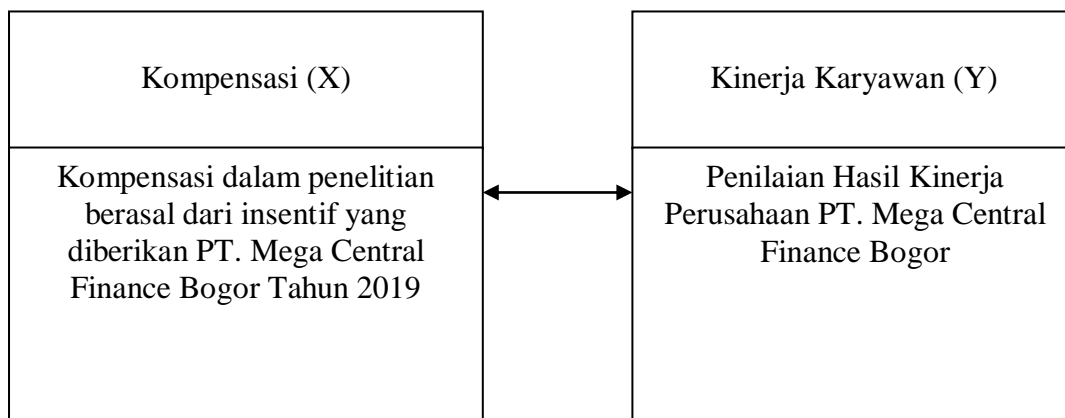 Kompensasi (X)
Kompensasi dalam penelitian
berasal dari insentif yang
diberikan PT. Mega Central
Finance Bogor Tahun 2019
Kinerja Karyawan (Y)
Penilaian Hasil Kinerja
Perusahaan PT. Mega Central
Finance Bogor